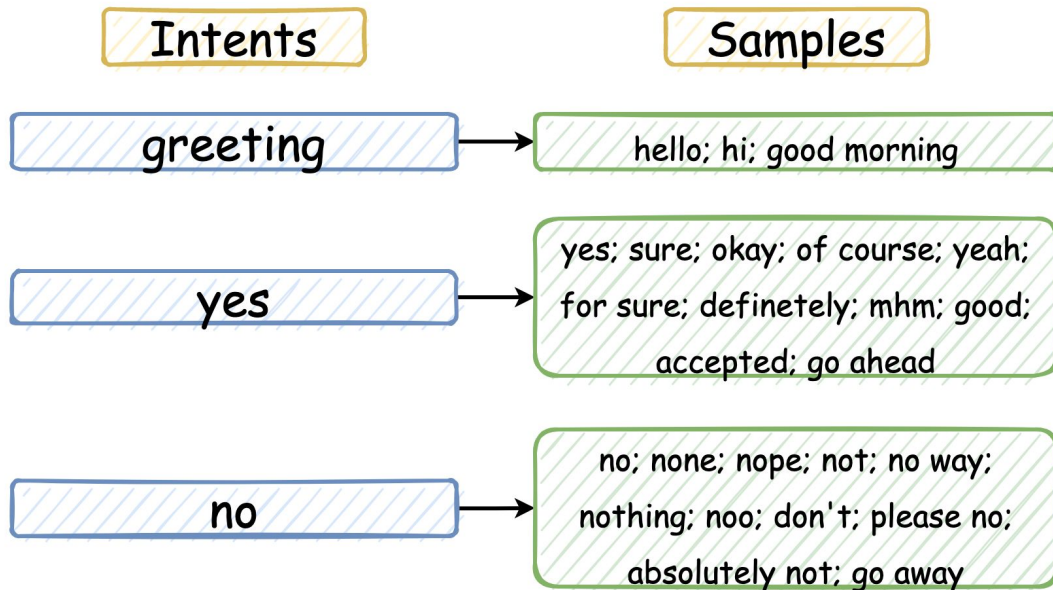 Intents
Samples
greeting
hello; hi; good morning
yes
yes; sure; okay; of course; yeah;
for sure; definetely; mhm; good;
accepted; go ahead
no
no; none; nope; not; no way;
nothing; noo; don't; please no;
absolutely not; go away